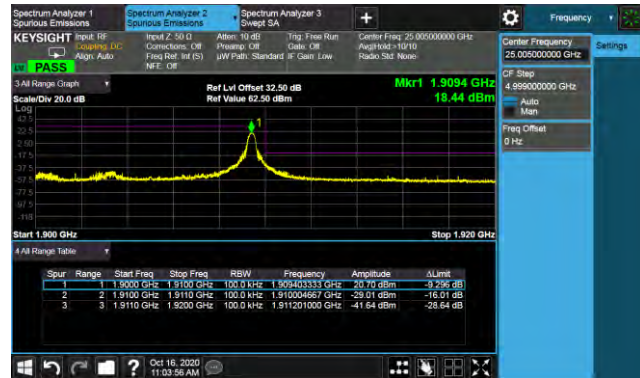 Spectrum Analyzer 1
Spurious Emissions
Spectrum Analyzer 2
Spurious Emissions
Spectrum Analyzer 3
Swept SA
+
Frequency
KEYSIGHT
Input: RF
Coupling: DC
Align: Auto
Input Z: 50 Ω
Corrections: Off
Freq Ref: Int (S)
NFE: Off
Atten: 10 dB
Preamp: Off
µW Path: Standard
Trig: Free Run
Gate: Off
IF Gain: Low
Center Freq: 25.005000000 GHz
Avg|Hold:>10/10
Radio Std: None
PASS
Center Frequency
25.005000000 GHz
Settings
CF Step
4.999000000 GHz
Auto
Man
Freq Offset
0 Hz
3 All Range Graph
Scale/Div 20.0 dB
Ref Lvl Offset 32.50 dB
Ref Value 62.50 dBm
Mkr1 1.9094 GHz
18.44 dBm
Log
42.5
22.5
2.50
-17.5
-37.5
-57.5
-77.5
-97.5
-118
1
Start 1.900 GHz
Stop 1.920 GHz
4 All Range Table
Spur Range Start Freq Stop Freq RBW Frequency Amplitude ΔLimit
1 1 1.9000 GHz 1.9100 GHz 100.0 kHz 1.909403333 GHz 20.70 dBm -9.296 dB
2 2 1.9100 GHz 1.9110 GHz 100.0 kHz 1.910004667 GHz -29.01 dBm -16.01 dB
3 3 1.9110 GHz 1.9200 GHz 100.0 kHz 1.911201000 GHz -41.64 dBm -28.64 dB
?
Oct 16, 2020
11:03:56 AM